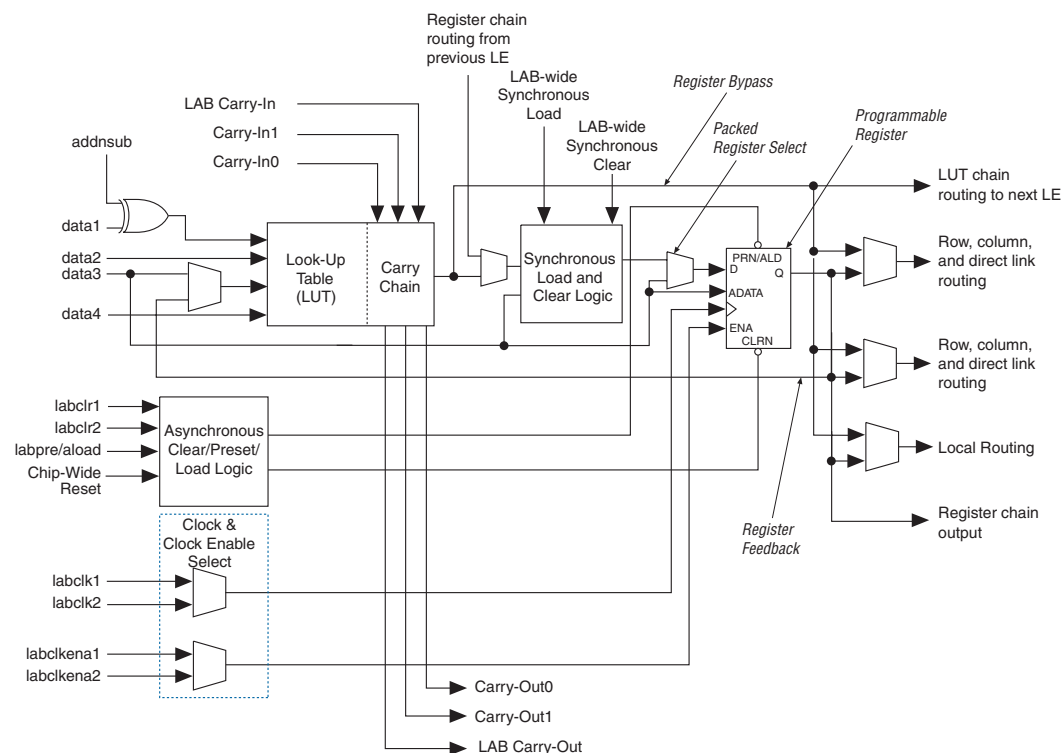 Register chain
routing from
previous LE
LAB-wide
Synchronous
Load
LAB-wide
Synchronous
Clear
Register Bypass
Packed
Register Select
Programmable
Register
LAB Carry-In
Carry-In1
Carry-In0
addnsub
data1
data2
data3
data4
Look-Up
Table
(LUT)
Carry
Chain
Synchronous
Load and
Clear Logic
PRN/ALD
D
Q
ADATA
ENA
CLRN
LUT chain
routing to next LE
Row, column,
and direct link
routing
Row, column,
and direct link
routing
Local Routing
Register chain
output
Register
Feedback
labclr1
labclr2
labpre/aload
Chip-Wide
Reset
Asynchronous
Clear/Preset/
Load Logic
Clock &
Clock Enable
Select
labclk1
labclk2
labclkena1
labclkena2
Carry-Out0
Carry-Out1
LAB Carry-Out